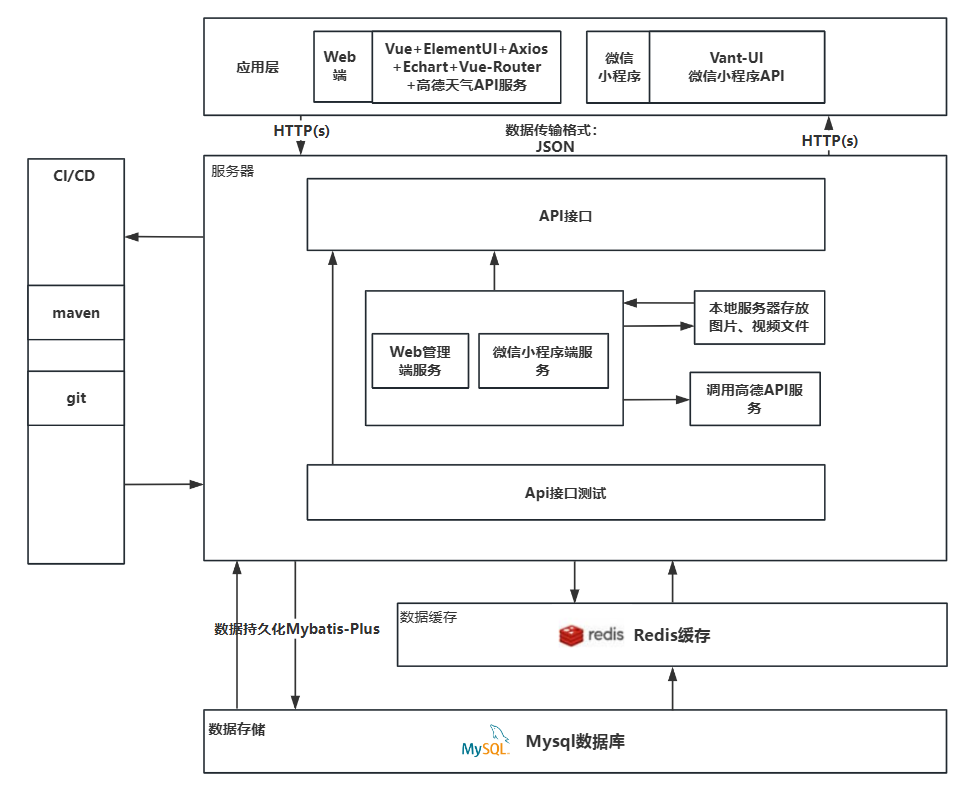 应用层
Web
端
Vue+ElementUI+Axios
+Echart+Vue-Router
+高德天气API服务
微信
小程序
Vant-UI
微信小程序API
HTTP(s)
数据传输格式：
JSON
HTTP(s)
CI/CD
maven
git
服务器
API接口
Web管理
端服务
微信小程序端服
务
本地服务器存放
图片、视频文件
调用高德API服
务
Api接口测试
数据持久化Mybatis-Plus
数据缓存
redis
Redis缓存
数据存储
MySQL
Mysql数据库